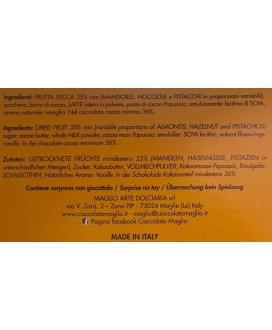 Ingredienti: FRUTTA SECCA 35% min (MANDORLE, NOCCIOLE e PISTACCHI in proporzioni variabili),
zucchero, burro di cacao, LATTE intero in polvere, pasta di cacao Papuasia, emulsionante: lecitina di SOIA,
aroma naturale: vaniglia. Nel cioccolato cacao minimo 36%.
Ingredients: DRIED FRUIT 35% min (variable proportions of ALMONDS, HAZELNUT and PISTACHIOS)
sugar, cocoa butter, whole MILK powder, cocoa mass Papuasia, emulsifier: SOYA lecithin, natural flavourings:
vanilla. In the chocolate cacao minimum 36%.
Zutaten: GETROCKNETE FRÜCHTE mindestens 35% (MANDELN, HASELNÜSSE, PISTAZIEN in
unterschiedlichen Mengen), Zucker, Kakaobutter, VOLLMILCHPULVER, Kakaomasse Papuasia, Emulgator:
SOJALECITHIN, Natürliches Aroma: Vanille. In der Schokolade Kakaoanteil mindestens 36%.
Contiene sorpresa non giocattolo / Surprise no toy / Überraschung kein Spielzeug
MAGLIO ARTE DOLCIARIA srl
via V. Zora, 2 – Zona PIP - 73024 Maglie (Le) Italy
www.cioccolatomaglio.it - maglio@cioccolatomaglio.it
Pagina facebook Cioccolato Maglio
MADE IN ITALY